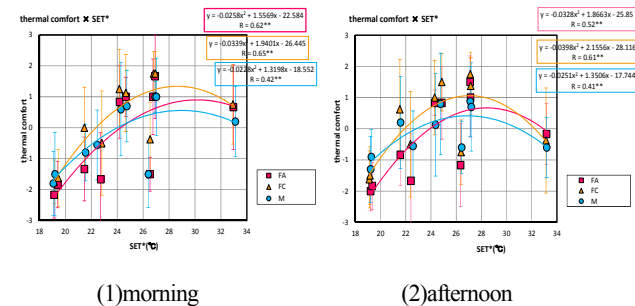 thermal comfort × SET*
y = -0.0258x² + 1.5569x - 22.584
R = 0.62**
y = -0.0339x² + 1.9401x - 26.445
R = 0.65**
y = -0.0228x² + 1.3198x - 18.552
R = 0.42**
thermal comfort
3
2
1
0
-1
-2
-3
FA
FC
M
18 20 22 24 26 28 30 32 34
SET*(℃)
(1)morning
thermal comfort × SET*
y = -0.0328x² + 1.8663x - 25.85
R = 0.52**
y = -0.0398x² + 2.1556x - 28.116
R = 0.61**
y = -0.0251x² + 1.3506x - 17.744
R = 0.41**
thermal comfort
3
2
1
0
-1
-2
-3
FA
FC
M
18 20 22 24 26 28 30 32 34
SET*(℃)
(2)afternoon